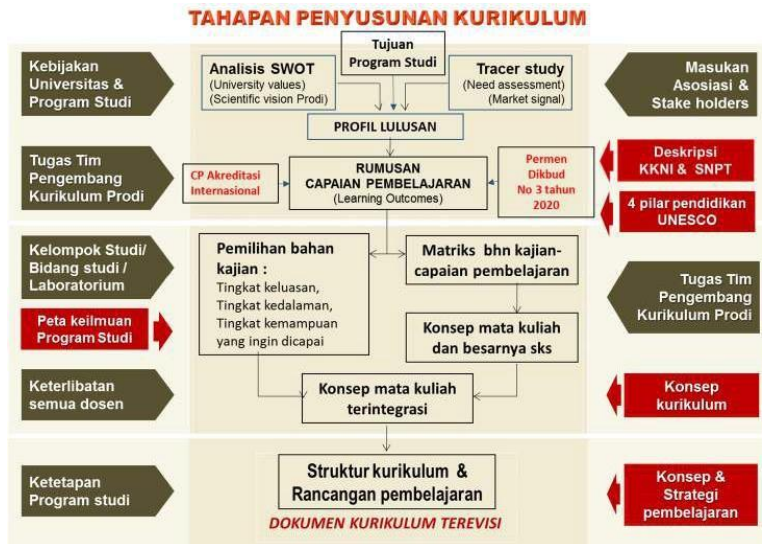 TAHAPAN PENYUSUNAN KURIKULUM
Kebijakan
Universitas &
Program Studi
Analisis SWOT
(University values)
(Scientific vision Prodi)
Tujuan
Program Studi
Tracer study
(Need assessment)
(Market signal)
Masukan
Asosiasi &
Stake holders
PROFIL LULUSAN
Tugas Tim
Pengembang
Kurikulum Prodi
CP Akreditasi
Internasional
RUMUSAN
CAPAIAN PEMBELAJARAN
(Learning Outcomes)
Permen
Dikbud
No 3 tahun
2020
Deskripsi
KKNI & SNPT
4 pilar pendidikan
UNESCO
Kelompok Studi/
Bidang studi /
Laboratorium
Peta keilmuan
Program Studi
Pemilihan bahan
kajian :
Tingkat keluasan,
Tingkat kedalaman,
Tingkat kemampuan
yang ingin dicapai
Matriks bhn kajian-
capaian pembelajaran
Konsep mata kuliah
dan besarnya sks
Tugas Tim
Pengembang
Kurikulum Prodi
Keterlibatan
semua dosen
Konsep mata kuliah
terintegrasi
Konsep
kurikulum
Ketetapan
Program studi
Struktur kurikulum &
Rancangan pembelajaran
DOKUMEN KURIKULUM TEREVISI
Konsep &
Strategi
pembelajaran